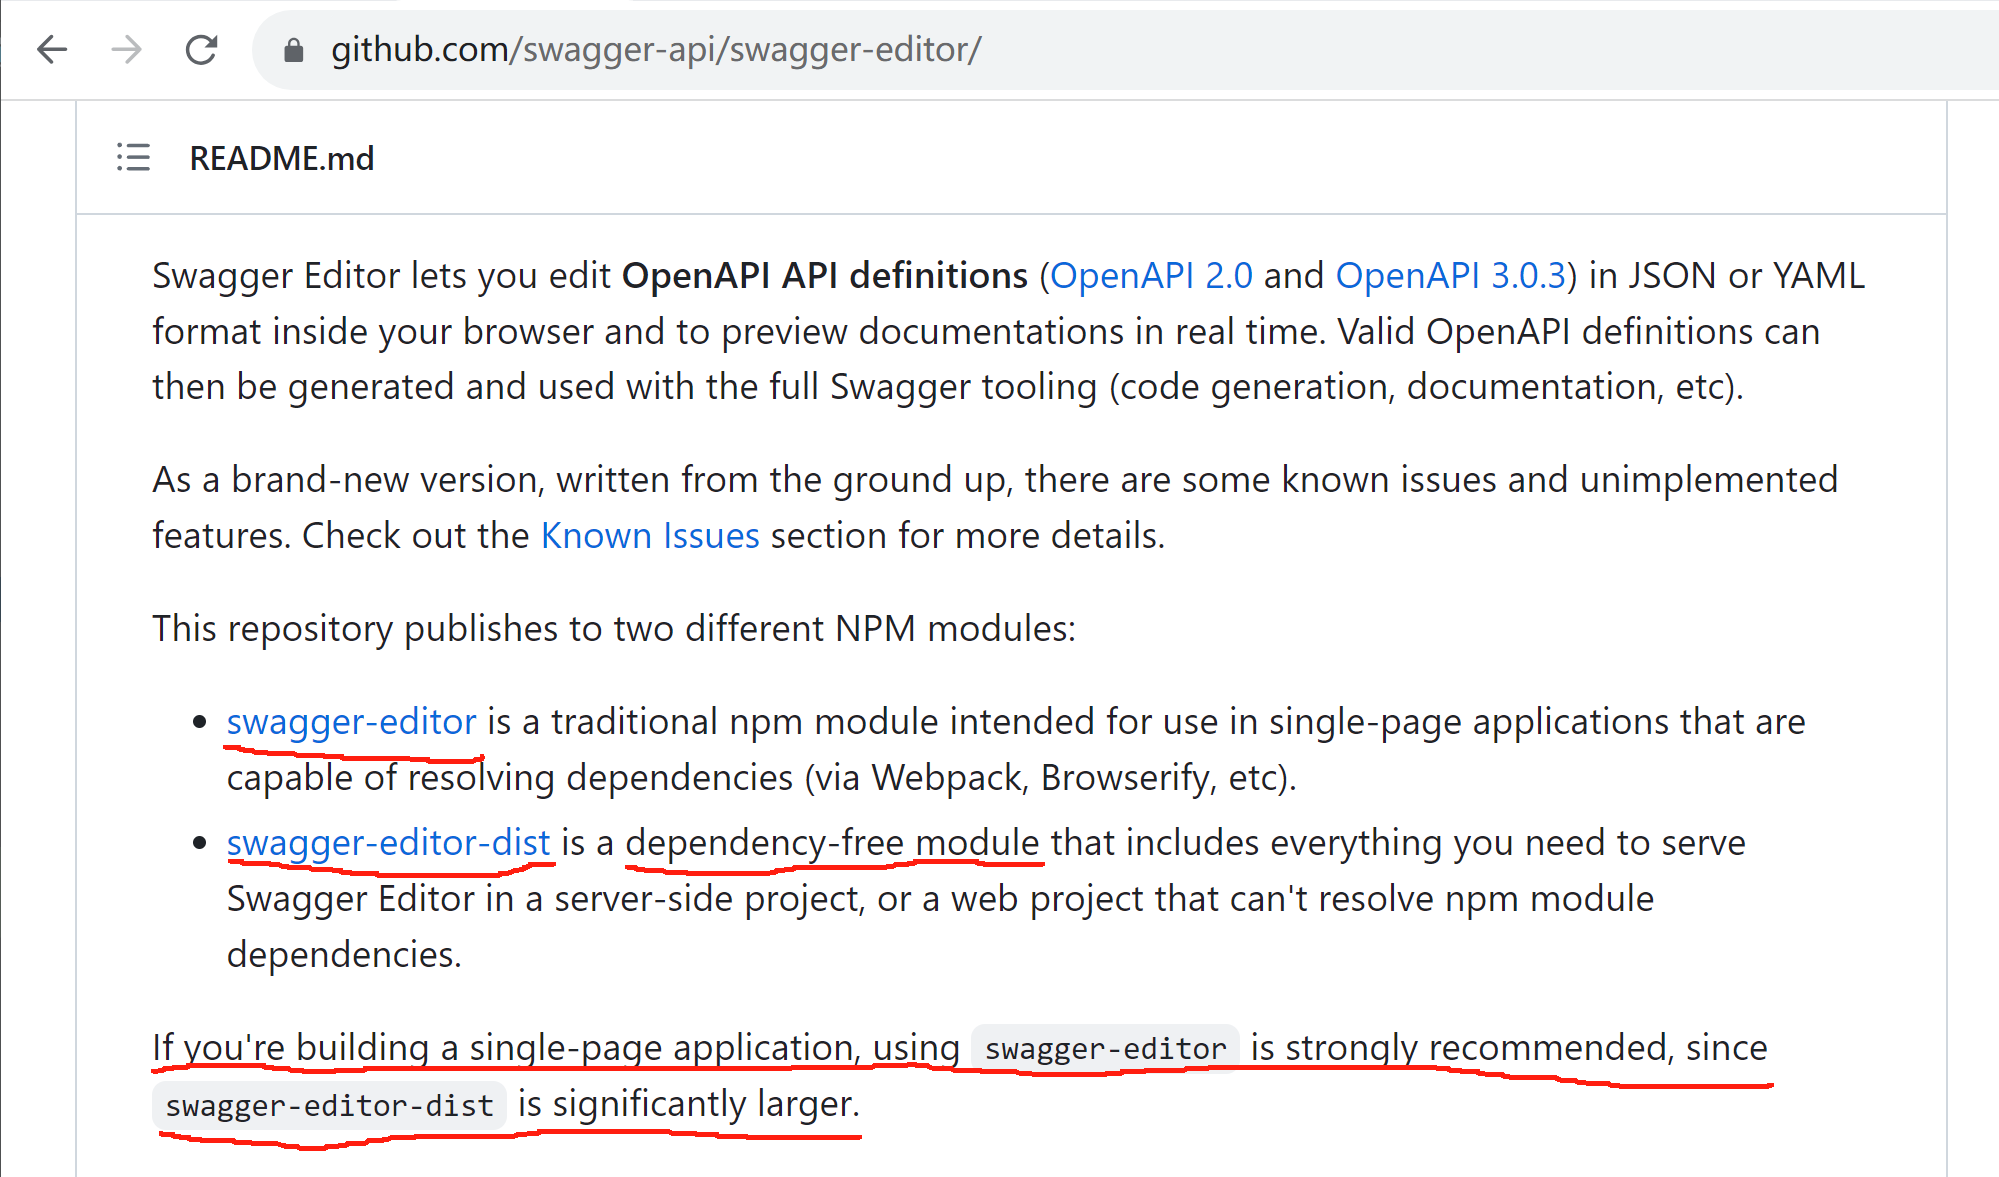 github.com/swagger-api/swagger-editor/
README.md
Swagger Editor lets you edit OpenAPI API definitions (OpenAPI 2.0 and OpenAPI 3.0.3) in JSON or YAML
format inside your browser and to preview documentations in real time. Valid OpenAPI definitions can
then be generated and used with the full Swagger tooling (code generation, documentation, etc).
As a brand-new version, written from the ground up, there are some known issues and unimplemented
features. Check out the Known Issues section for more details.
This repository publishes to two different NPM modules:
• swagger-editor is a traditional npm module intended for use in single-page applications that are
capable of resolving dependencies (via Webpack, Browserify, etc).
• swagger-editor-dist is a dependency-free module that includes everything you need to serve
Swagger Editor in a server-side project, or a web project that can't resolve npm module
dependencies.
If you're building a single-page application, using swagger-editor is strongly recommended, since
swagger-editor-dist is significantly larger.